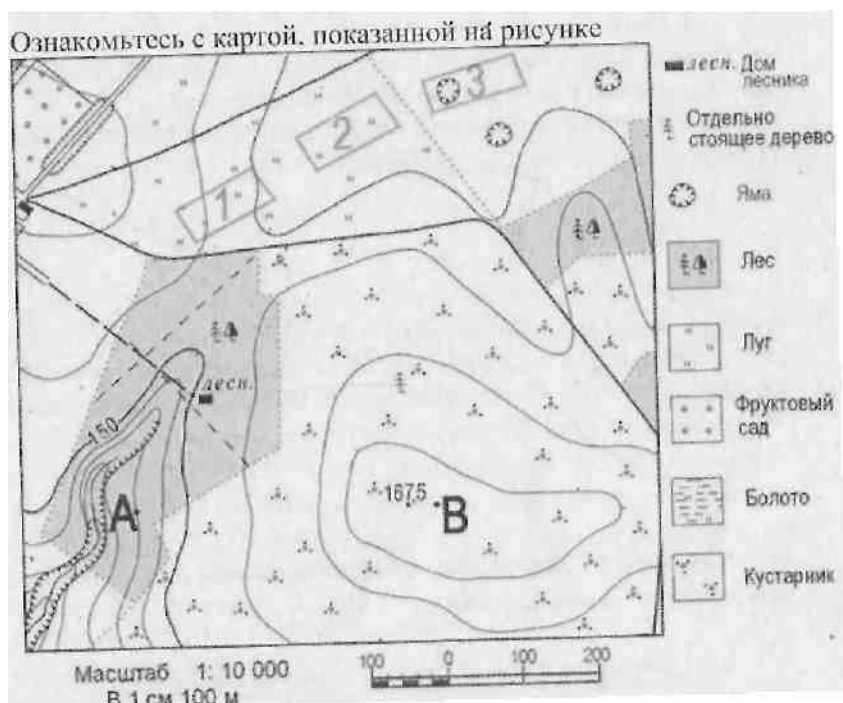 Ознакомьтесь с картой, показанной на рисунке
лесн. Дом лесника
Отдельно стоящее дерево
Яма
Лес
Луг
Фруктовый сад
Болото
Кустарник
1
2
3
лесн.
150
А
167,5
В
Масштаб 1: 10 000
В 1 см 100 м
100 0 100 200